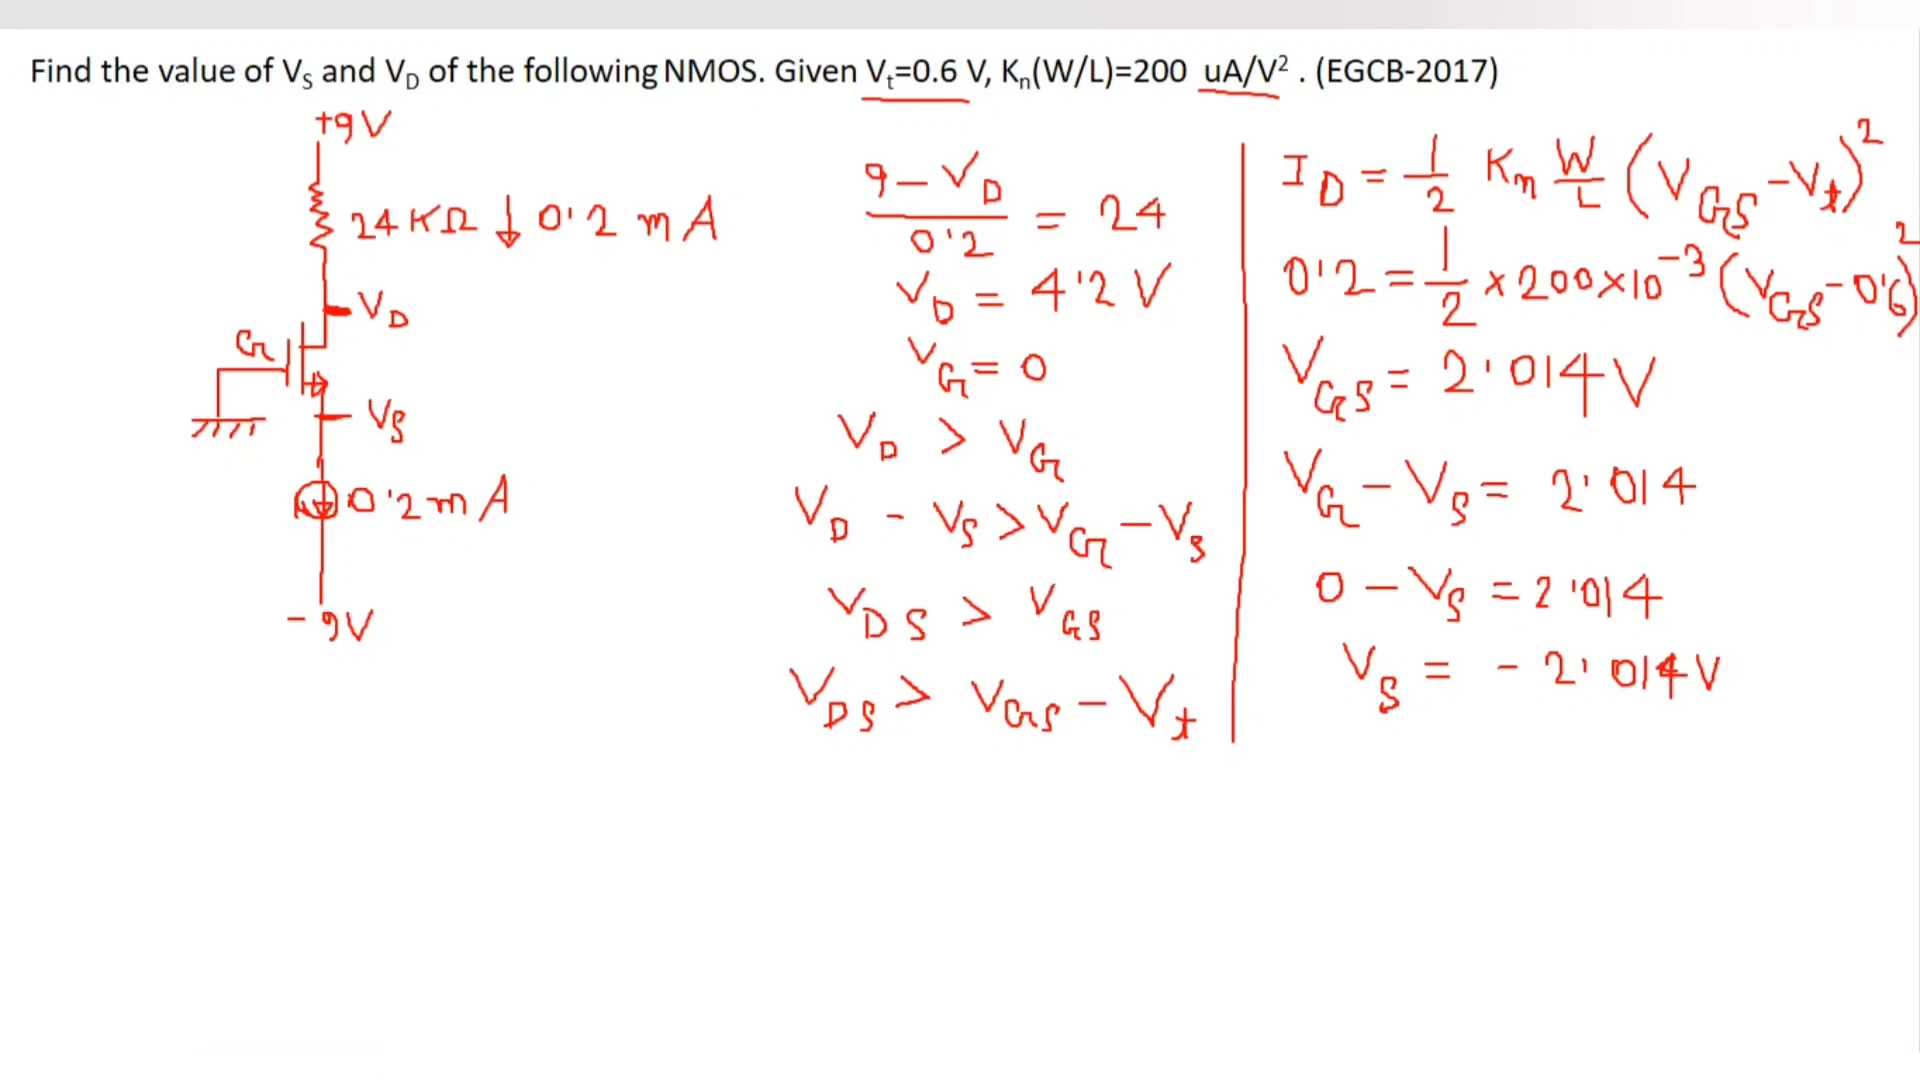 Find the value of V_S and V_D of the following NMOS. Given V_t=0.6 V, K_n(W/L)=200 uA/V². (EGCB-2017)
+9V
24 KΩ ↓ 0.2 mA
V_D
G
V_S
0.2 mA
-9V
(9 - V_D)/0.2 = 24
V_D = 4.2 V
V_G = 0
V_D > V_G
V_D - V_S > V_G - V_S
V_DS > V_GS
V_DS > V_GS - V_t
I_D = 1/2 K_n W/L (V_GS - V_t)²
0.2 = 1/2 × 200×10⁻³ (V_GS - 0.6)²
V_GS = 2.014 V
V_G - V_S = 2.014
0 - V_S = 2.014
V_S = - 2.014 V